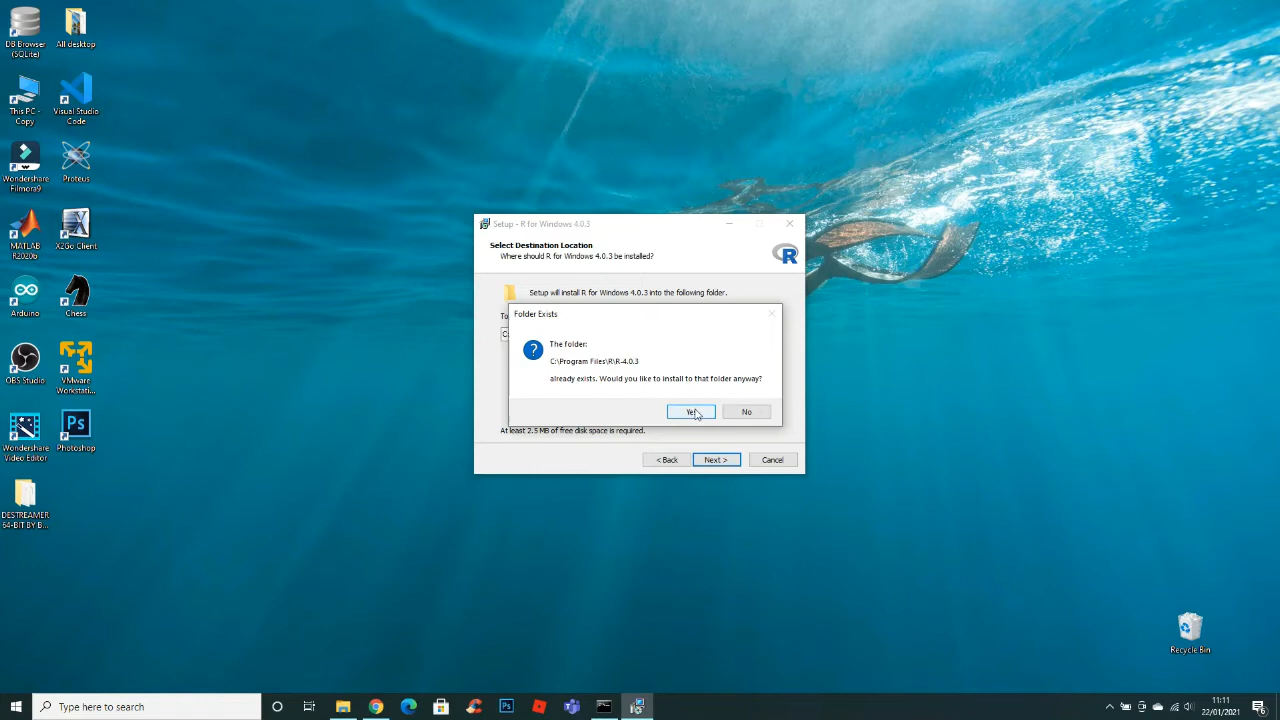 DB Browser
(SQLite)
All desktop
This PC -
Copy
Visual Studio
Code
Wondershare
Filmora9
Proteus
MATLAB
R2020b
X2Go Client
Arduino
Chess
OBS Studio
VMware
Workstati...
Wondershare
Video Editor
Ps
Photoshop
DESTREAMER
64-BIT BY B...
Setup - R for Windows 4.0.3
Select Destination Location
Where should R for Windows 4.0.3 be installed?
R
Setup will install R for Windows 4.0.3 into the following folder.
To
C:
Folder Exists
?
The folder:
C:\Program Files\R\R-4.0.3
already exists. Would you like to install to that folder anyway?
Yes
No
At least 2.5 MB of free disk space is required.
< Back
Next >
Cancel
Recycle Bin
Type here to search
Ps
11:11
22/01/2021